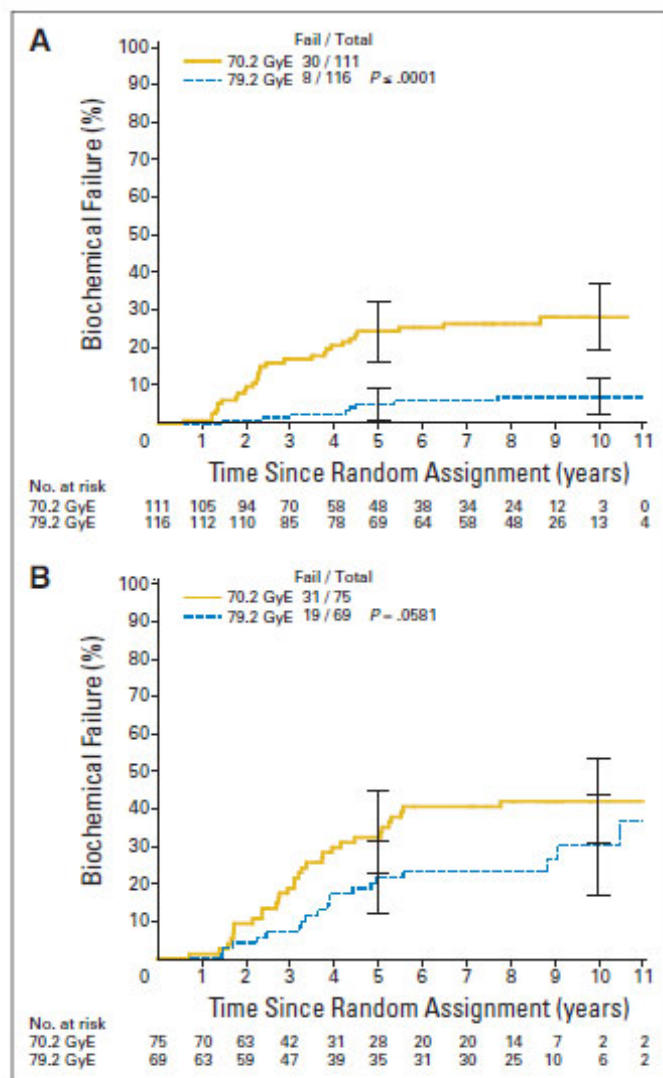 A
Fail / Total
70.2 GyE 30 / 111
79.2 GyE 8 / 116 P ≤ .0001
Biochemical Failure (%)
100
90
80
70
60
50
40
30
20
10
0 1 2 3 4 5 6 7 8 9 10 11
Time Since Random Assignment (years)
No. at risk
70.2 GyE 111 105 94 70 58 48 38 34 24 12 3 0
79.2 GyE 116 112 110 85 78 69 64 58 48 26 13 4
B
Fail / Total
70.2 GyE 31 / 75
79.2 GyE 19 / 69 P = .0581
Biochemical Failure (%)
100
90
80
70
60
50
40
30
20
10
0 1 2 3 4 5 6 7 8 9 10 11
Time Since Random Assignment (years)
No. at risk
70.2 GyE 75 70 63 42 31 28 20 20 14 7 2 2
79.2 GyE 69 63 59 47 39 35 31 30 25 10 6 2